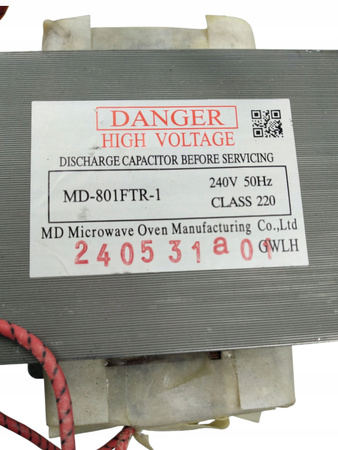 DANGER
HIGH VOLTAGE
DISCHARGE CAPACITOR BEFORE SERVICING
MD-801FTR-1
240V 50Hz
CLASS 220
MD Microwave Oven Manufacturing Co.,Ltd
GWLH
240531a01